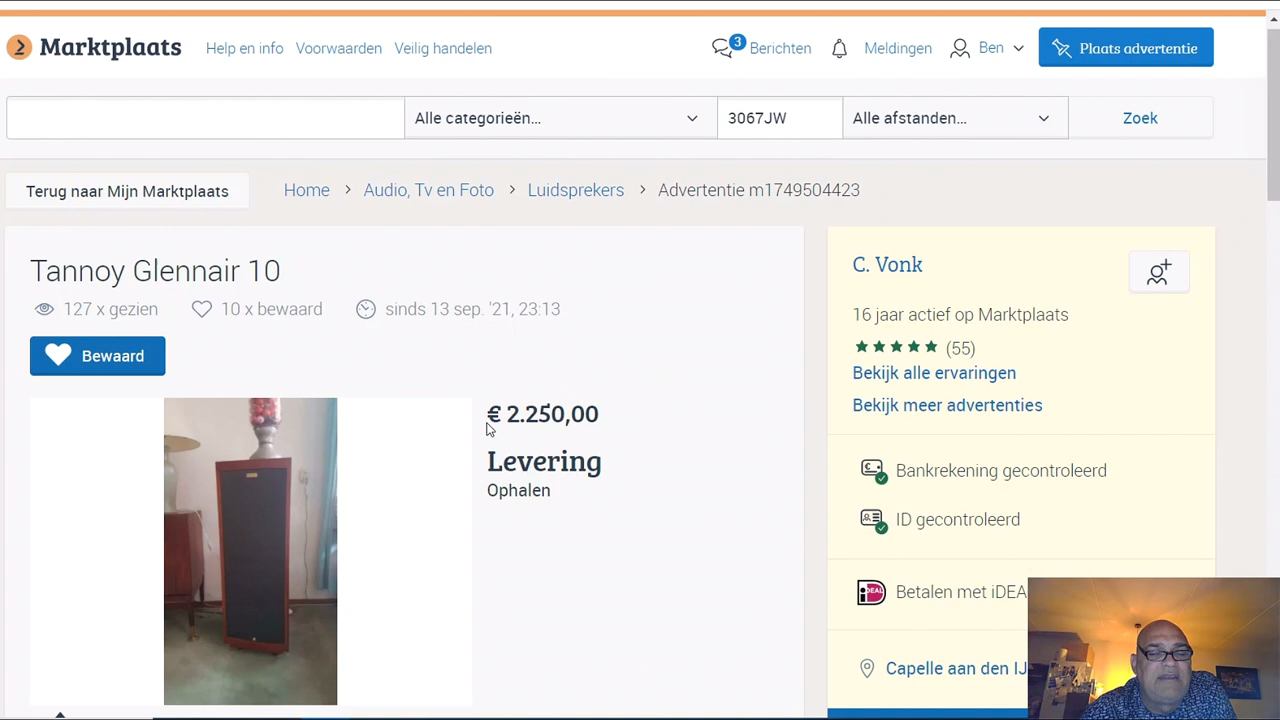 Marktplaats Help en info Voorwaarden Veilig handelen 3 Berichten Meldingen Ben Plaats advertentie
Alle categorieën... 3067JW Alle afstanden... Zoek
Terug naar Mijn Marktplaats Home > Audio, Tv en Foto > Luidsprekers > Advertentie m1749504423
Tannoy Glennair 10
127 x gezien 10 x bewaard sinds 13 sep. '21, 23:13
Bewaard
€ 2.250,00
Levering
Ophalen
C. Vonk
16 jaar actief op Marktplaats
(55)
Bekijk alle ervaringen
Bekijk meer advertenties
Bankrekening gecontroleerd
ID gecontroleerd
iDEAL Betalen met iDEA
Capelle aan den IJ